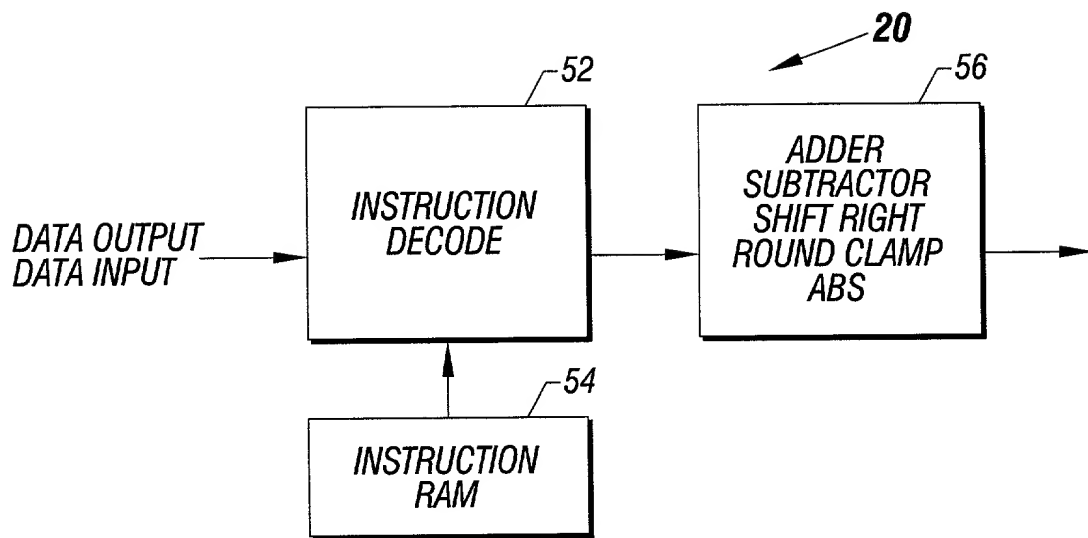 20
52
56
INSTRUCTION
DECODE
ADDER
SUBTRACTOR
SHIFT RIGHT
ROUND CLAMP
ABS
DATA OUTPUT
DATA INPUT
54
INSTRUCTION
RAM